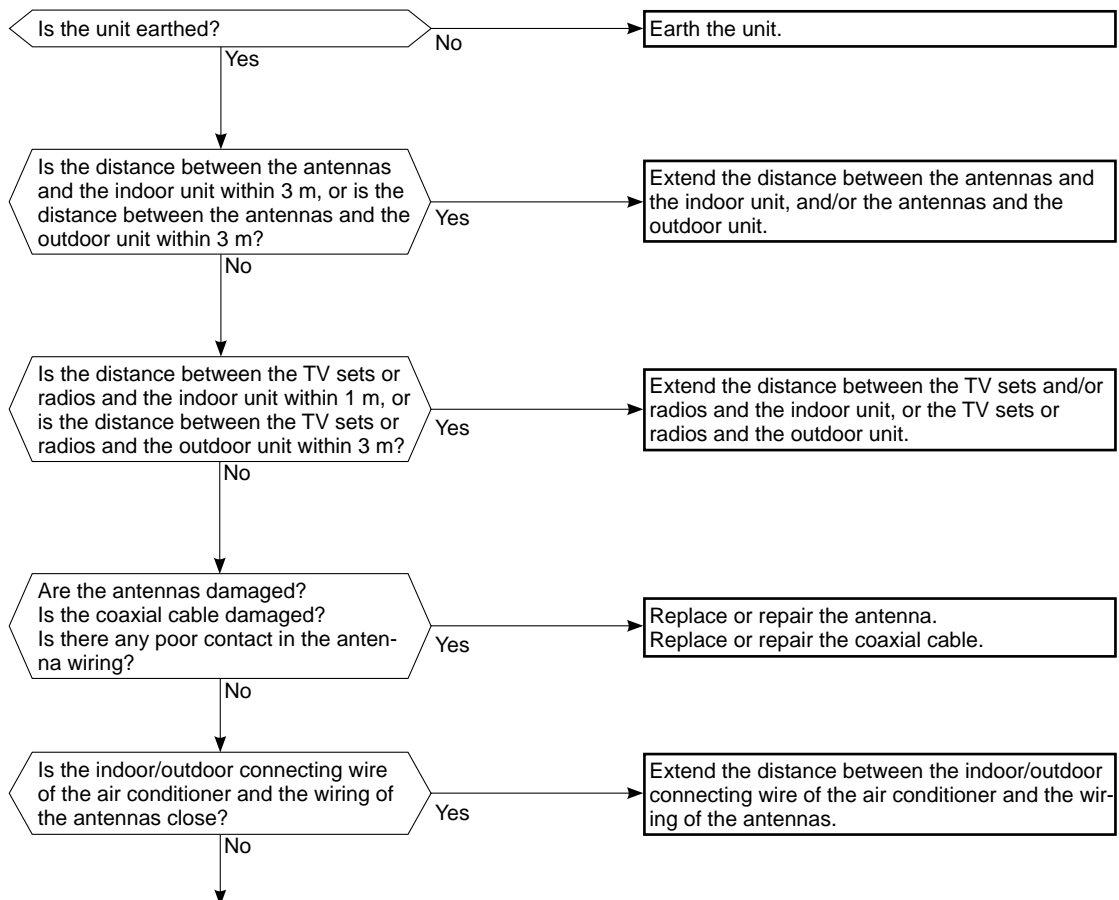 Is the unit earthed?
No
Earth the unit.
Yes
Is the distance between the antennas
and the indoor unit within 3 m, or is the
distance between the antennas and the
outdoor unit within 3 m?
Yes
Extend the distance between the antennas and
the indoor unit, and/or the antennas and the
outdoor unit.
No
Is the distance between the TV sets or
radios and the indoor unit within 1 m, or
is the distance between the TV sets or
radios and the outdoor unit within 3 m?
Yes
Extend the distance between the TV sets and/or
radios and the indoor unit, or the TV sets or
radios and the outdoor unit.
No
Are the antennas damaged?
Is the coaxial cable damaged?
Is there any poor contact in the anten-
na wiring?
Yes
Replace or repair the antenna.
Replace or repair the coaxial cable.
No
Is the indoor/outdoor connecting wire
of the air conditioner and the wiring of
the antennas close?
Yes
Extend the distance between the indoor/outdoor
connecting wire of the air conditioner and the wir-
ing of the antennas.
No